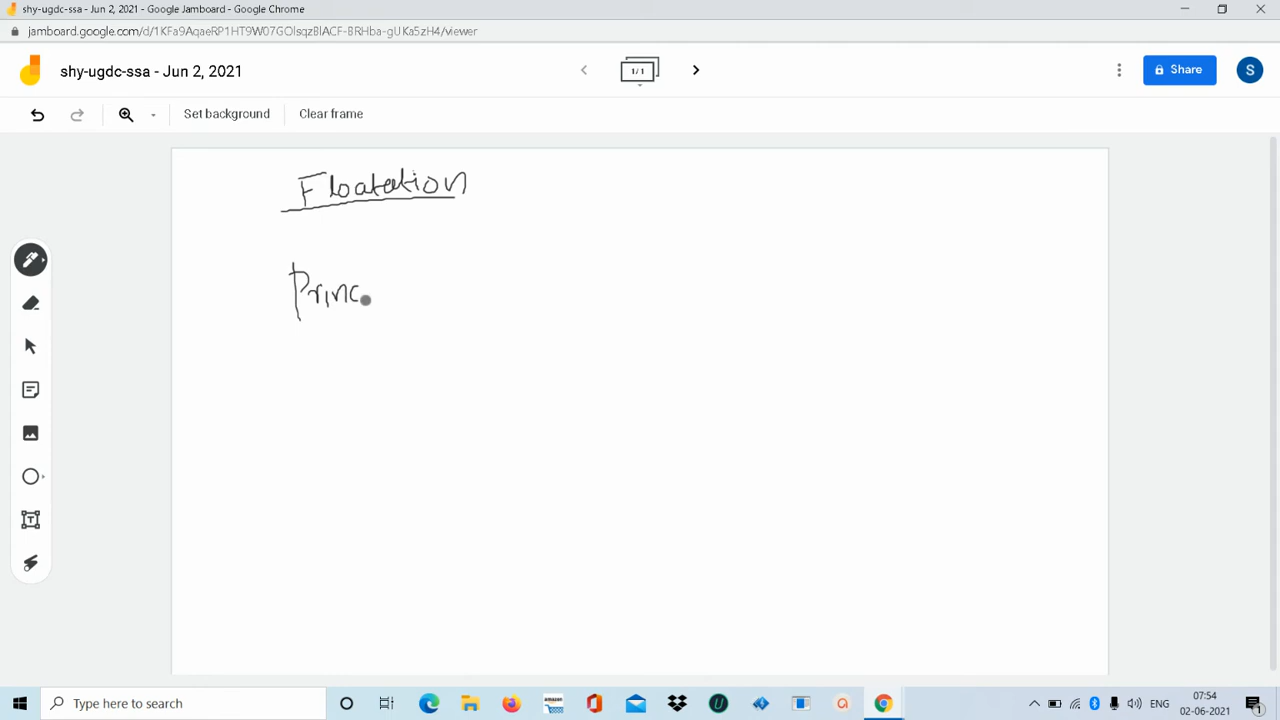 shy-ugdc-ssa - Jun 2, 2021 - Google Jamboard - Google Chrome
jamboard.google.com/d/1KFa9AqaeRP1HT9W07GOlsqzBlACF-BRHba-gUKa5zH4/viewer
shy-ugdc-ssa - Jun 2, 2021
1/1
Share
S
Set background
Clear frame
Floatation
Princ
Type here to search
ENG
07:54
02-06-2021
1